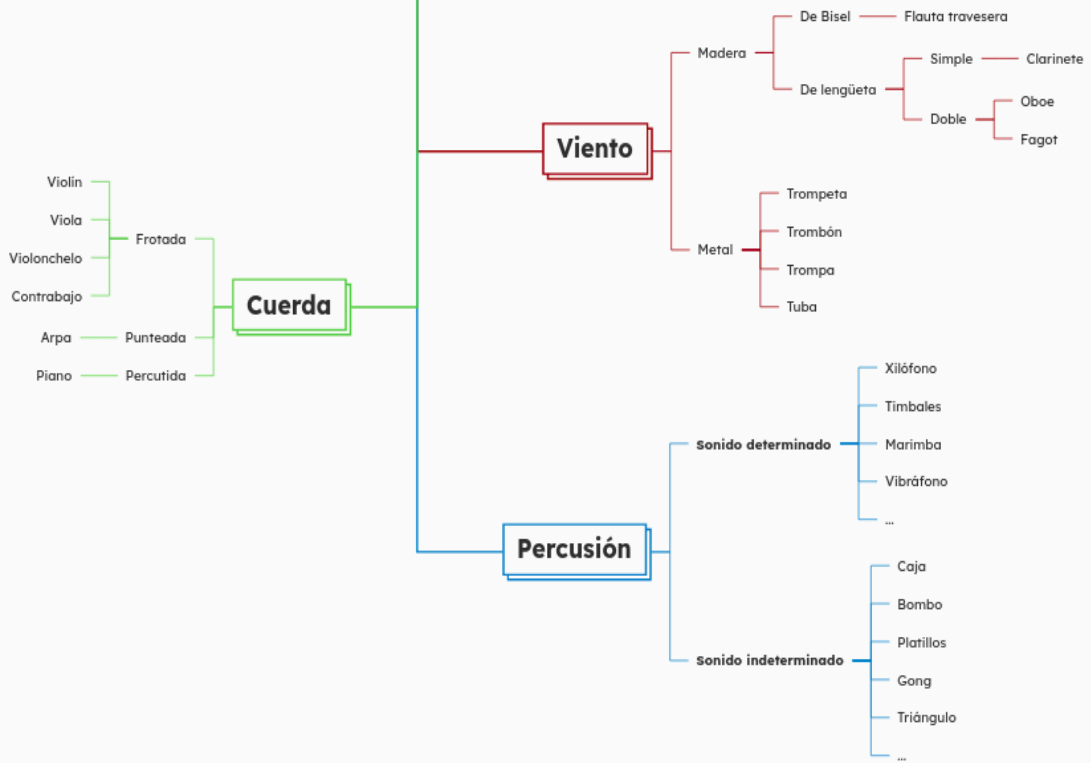 Viento
Madera
De Bisel
Flauta travesera
De lengüeta
Simple
Clarinete
Doble
Oboe
Fagot
Metal
Trompeta
Trombón
Trompa
Tuba
Cuerda
Frotada
Violín
Viola
Violonchelo
Contrabajo
Punteada
Arpa
Percutida
Piano
Percusión
Sonido determinado
Xilófono
Timbales
Marimba
Vibráfono
...
Sonido indeterminado
Caja
Bombo
Platillos
Gong
Triángulo
...